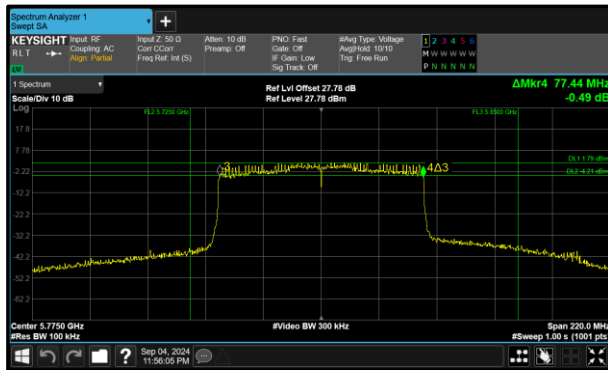 Spectrum Analyzer 1
Swept SA
+
KEYSIGHT
RLT
Input: RF
Coupling: AC
Align: Partial
Input Z: 50 Ω
Corr CCorr
Freq Ref: Int (S)
Atten: 10 dB
Preamp: Off
PNO: Fast
Gate: Off
IF Gain: Low
Sig Track: Off
#Avg Type: Voltage
Avg|Hold: 10/10
Trig: Free Run
1 2 3 4 5 6
M W W W W W
P N N N N N
1 Spectrum
Scale/Div 10 dB
Ref Lvl Offset 27.78 dB
Ref Level 27.78 dBm
ΔMkr4 77.44 MHz
-0.49 dB
Log
FL2 5.7250 GHz
FL3 5.8500 GHz
17.8
7.78
-2.22
-12.2
-22.2
-32.2
-42.2
-52.2
-62.2
3
4Δ3
DL1 1.79 dBm
DL2 -4.21 dBm
Center 5.7750 GHz
#Video BW 300 kHz
Span 220.0 MHz
#Res BW 100 kHz
#Sweep 1.00 s (1001 pts)
?
Sep 04, 2024
11:56:05 PM